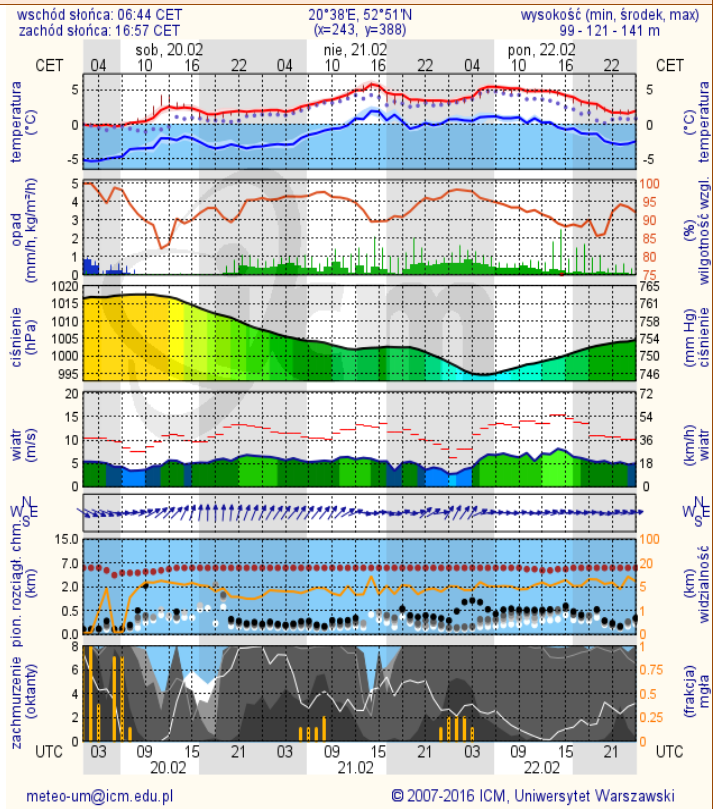 wschód słońca: 06:44 CET 20°38'E, 52°51'N wysokość (min, środek, max)
zachód słońca: 16:57 CET (x=243, y=388) 99 - 121 - 141 m
sob, 20.02 nie, 21.02 pon, 22.02
CET 04 10 16 22 04 10 16 22 04 10 16 22 CET
temperatura (°C)
5
0
-5
5
0
-5
(°C) temperatura
opad (mm/h, kg/m²/h)
5
4
3
2
1
0
100
95
90
85
80
75
(%) wilgotność wzgl.
ciśnienie (hPa)
1020
1015
1010
1005
1000
995
765
761
758
754
750
746
(mm Hg) ciśnienie
wiatr (m/s)
20
15
10
5
0
72
54
36
18
0
(km/h) wiatr
N
W E
S
N
W E
S
pion. rozciągł. chm. (km)
15.0
7.0
2.0
0.5
0.0
100
20
5
1
0
(km) widzialność
zachmurzenie (oktanty)
8
6
4
2
0
1
0.75
0.5
0.25
0
(frakcja) mgła
UTC 03 09 15 21 03 09 15 21 03 09 15 21 UTC
20.02 21.02 22.02
meteo-um@icm.edu.pl © 2007-2016 ICM, Uniwersytet Warszawski